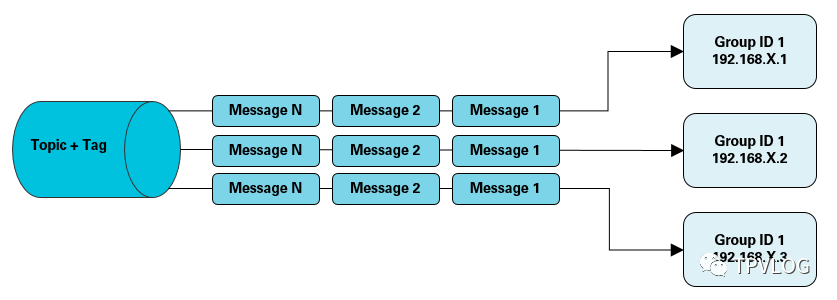 Group ID 1
192.168.X.1
Message N
Message 2
Message 1
Topic + Tag
Message N
Message 2
Message 1
Group ID 1
192.168.X.2
Message N
Message 2
Message 1
Group ID 1
192.168.X.3
TPVLOG